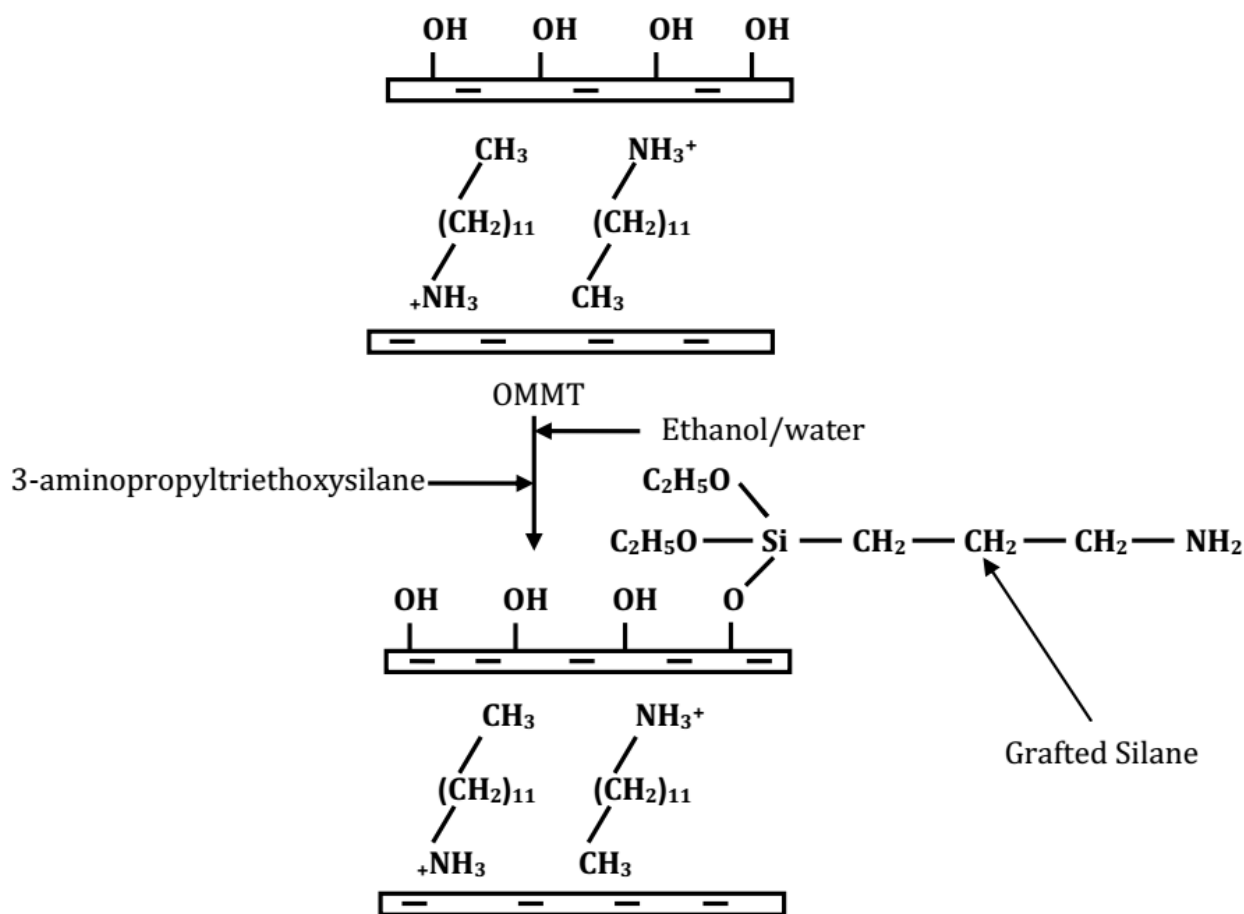 OH OH OH OH
CH₃ NH₃⁺
(CH₂)₁₁ (CH₂)₁₁
₊NH₃ CH₃
OMMT
Ethanol/water
3-aminopropyltriethoxysilane
C₂H₅O
C₂H₅O Si CH₂ CH₂ CH₂ NH₂
OH OH OH O
CH₃ NH₃⁺
Grafted Silane
(CH₂)₁₁ (CH₂)₁₁
₊NH₃ CH₃